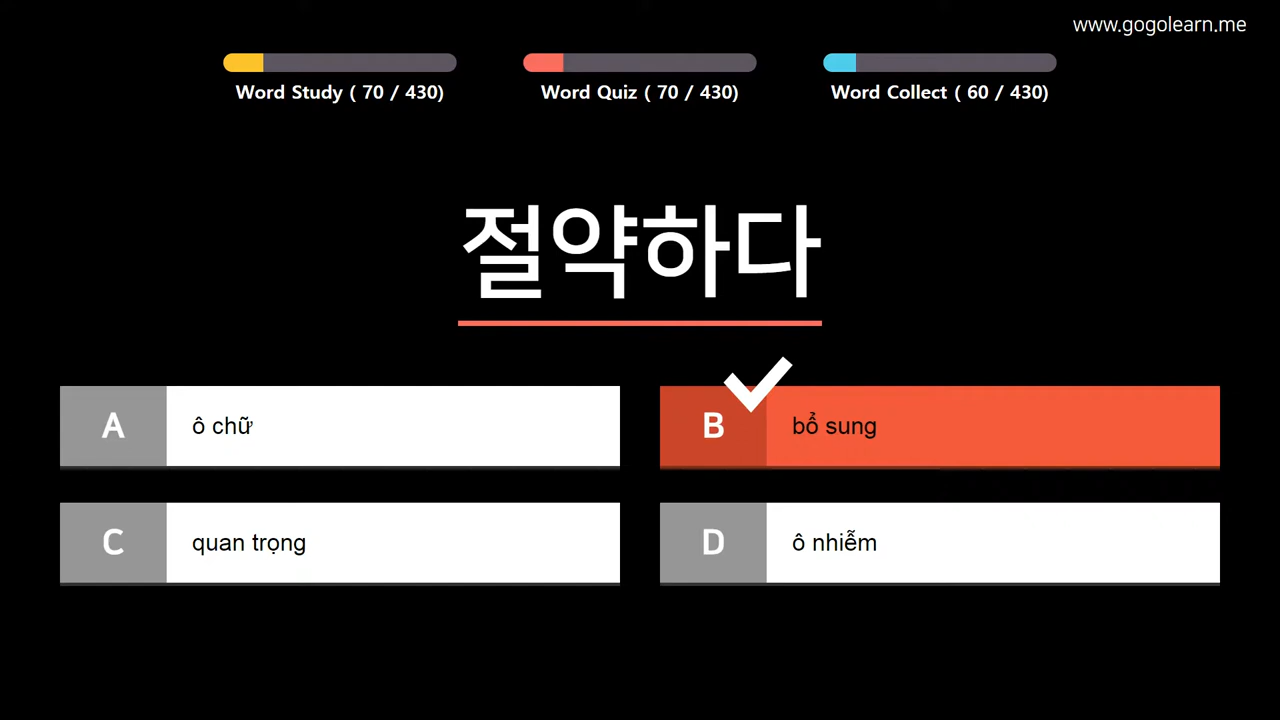 www.gogolearn.me
Word Study ( 70 / 430)
Word Quiz ( 70 / 430)
Word Collect ( 60 / 430)
절약하다
A ô chữ
B bổ sung
C quan trọng
D ô nhiễm